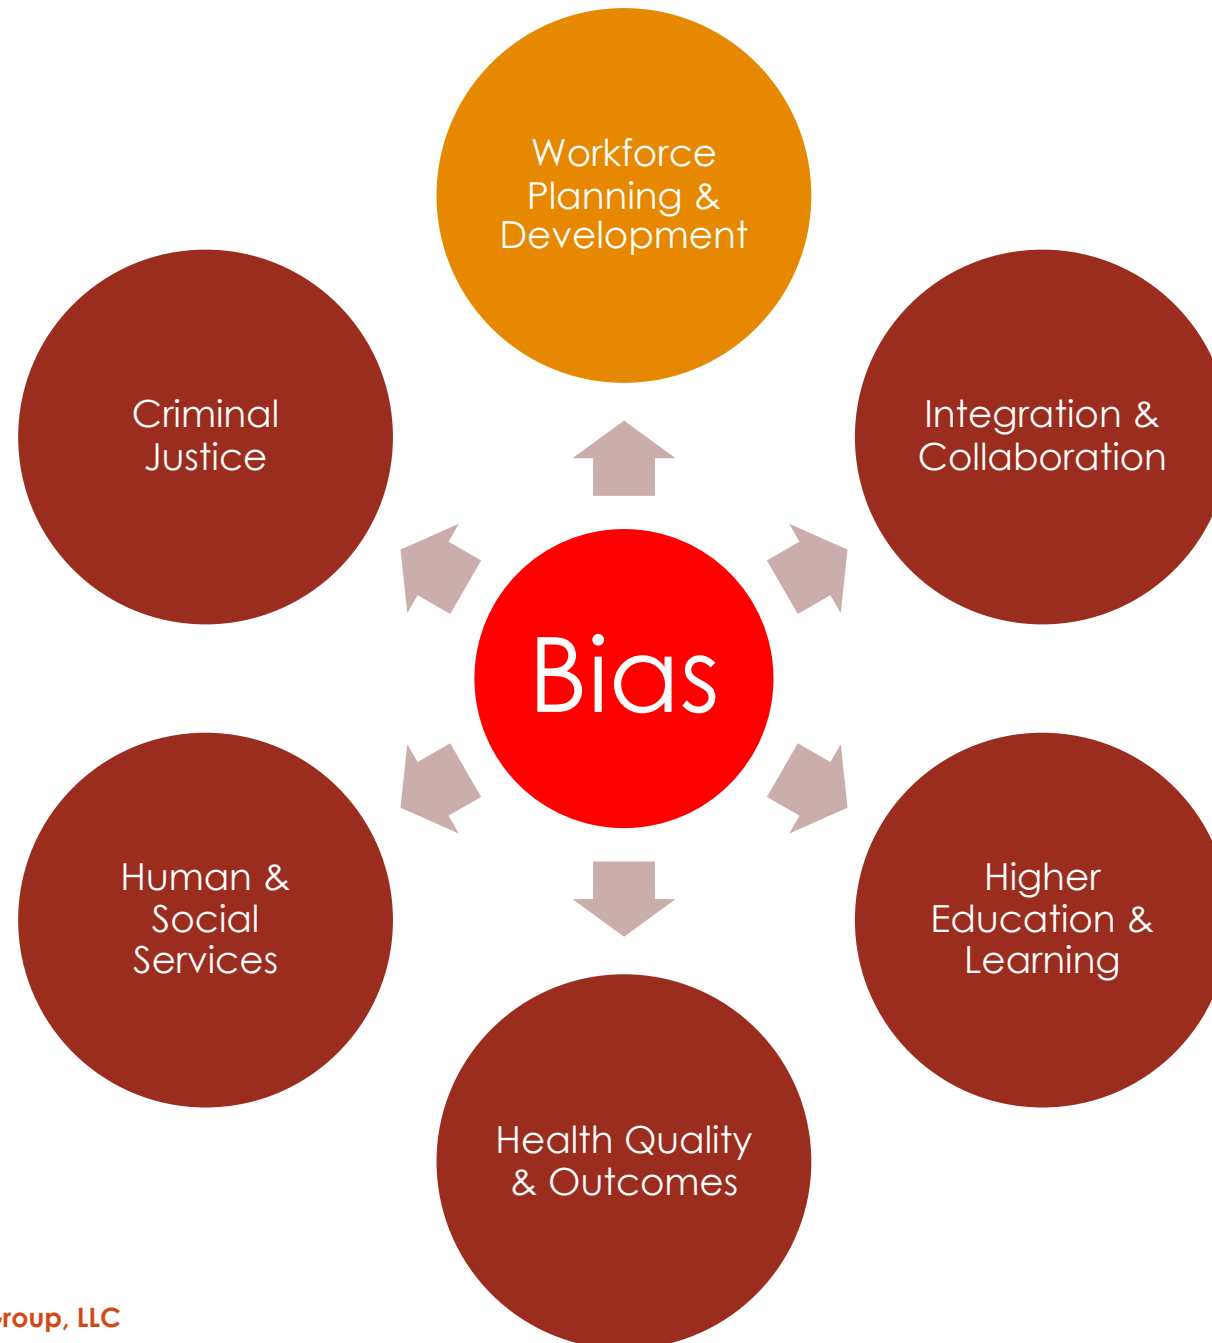 Workforce
Planning &
Development
Criminal
Justice
Integration &
Collaboration
Bias
Human &
Social
Services
Higher
Education &
Learning
Health Quality
& Outcomes
roup, LLC